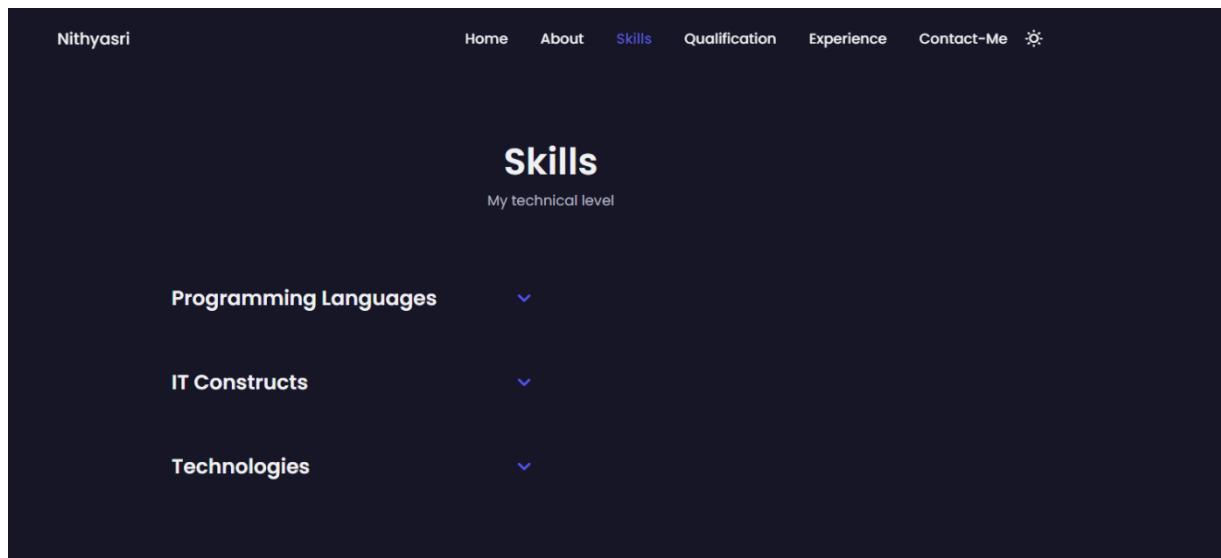 Nithyasri Home About Skills Qualification Experience Contact-Me
Skills
My technical level
Programming Languages
IT Constructs
Technologies